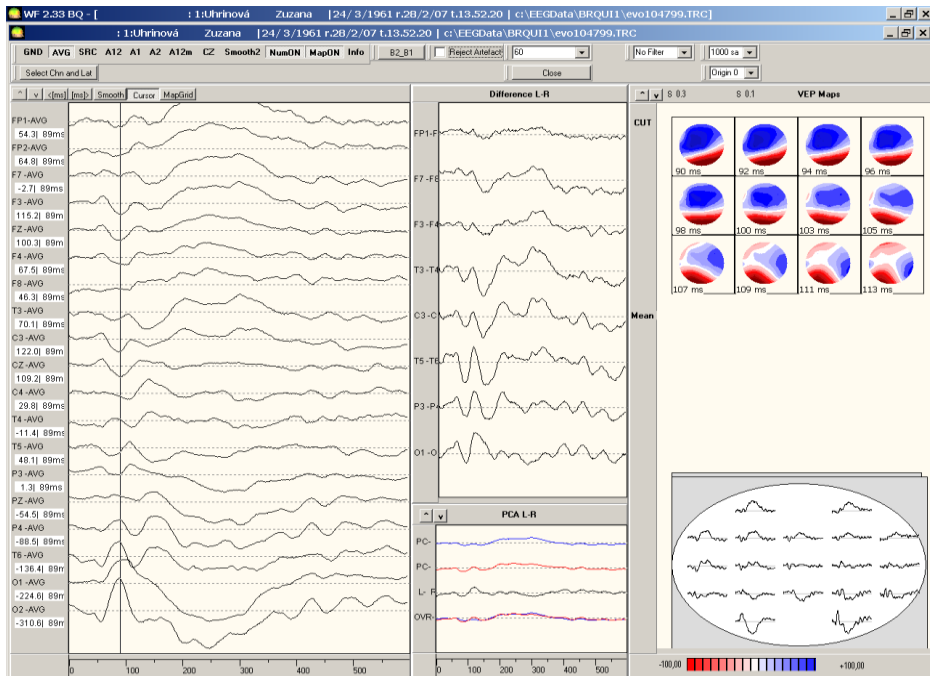 WF 2.33 BQ - [ : 1:Uhrinová Zuzana |24/ 3/1961 r.28/2/07 t.13.52.20 | c:\EEGData\BRQUI1\evo104799.TRC]
: 1:Uhrinová Zuzana |24/ 3/1961 r.28/2/07 t.13.52.20 | c:\EEGData\BRQUI1\evo104799.TRC
GND AVG SRC A12 A1 A2 A12m CZ Smooth2 NumON MapON Info B2_B1 Reject Artefact 60 No Filter 1000 sa
Select Chn and Lat Close Origin 0
^ v <[ms] [ms]> Smooth Cursor MapGrid Difference L-R ^ v S 0.3 S 0.1 VEP Maps
CUT
FP1-AVG
54.3| 89ms
FP2-AVG
64.8| 89ms
F7-AVG
-2.7| 89ms
F3-AVG
115.2| 89m
FZ-AVG
100.3| 89m
F4-AVG
67.5| 89ms
F8-AVG
46.3| 89ms
T3-AVG
70.1| 89ms
C3-AVG
122.0| 89m
CZ-AVG
109.2| 89m
C4-AVG
29.8| 89ms
T4-AVG
-11.4| 89m
T5-AVG
48.1| 89ms
P3-AVG
1.3| 89ms
PZ-AVG
-54.5| 89ms
P4-AVG
-88.5| 89ms
T6-AVG
-136.4| 89m
O1-AVG
-224.6| 89m
O2-AVG
-310.6| 89m
0 100 200 300 400 500
FP1-F
F7-F8
F3-F4
T3-T4
C3-C
T5-T6
P3-P4
O1-O
^ v PCA L-R
PC-
PC-
L- R
OVR-
0 100 200 300 400 500
90 ms 92 ms 94 ms 96 ms
98 ms 100 ms 103 ms 105 ms
107 ms 109 ms 111 ms 113 ms
Mean
-100,00 +100,00